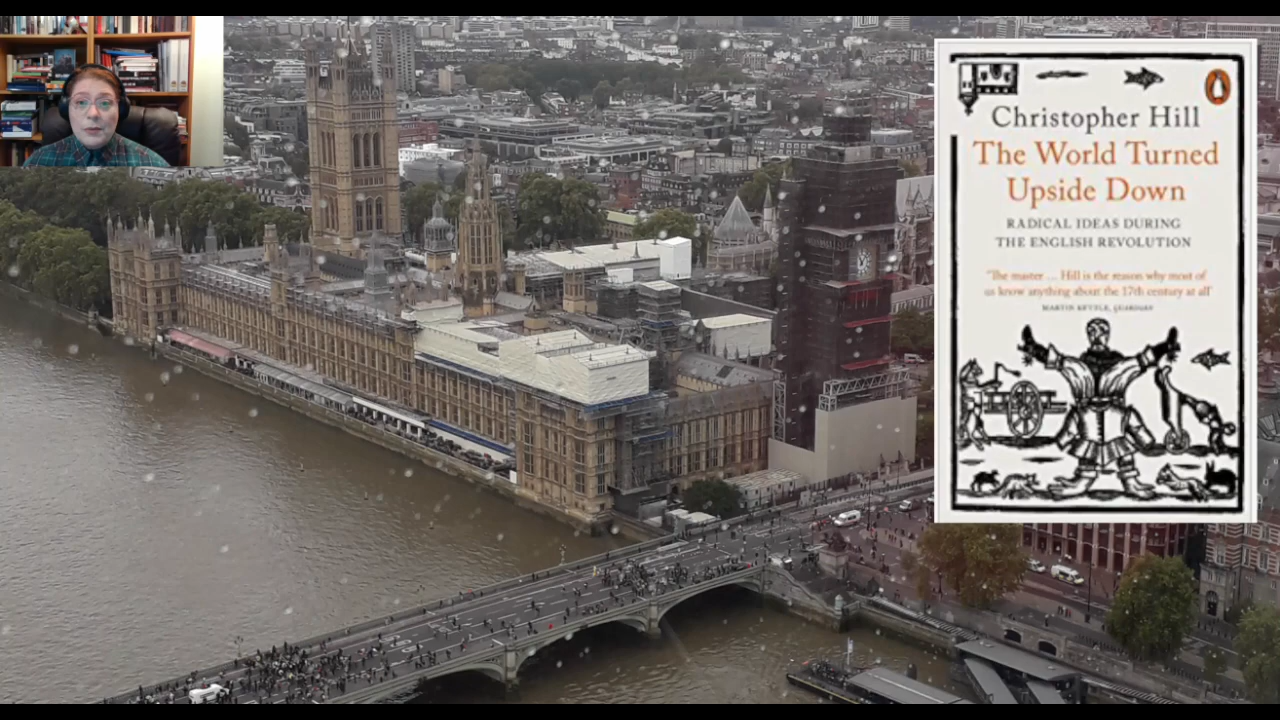 Christopher Hill
The World Turned
Upside Down
RADICAL IDEAS DURING
THE ENGLISH REVOLUTION
"The master ... Hill is the reason why most of
us know anything about the 17th century at all'
MARTIN KETTLE, GUARDIAN